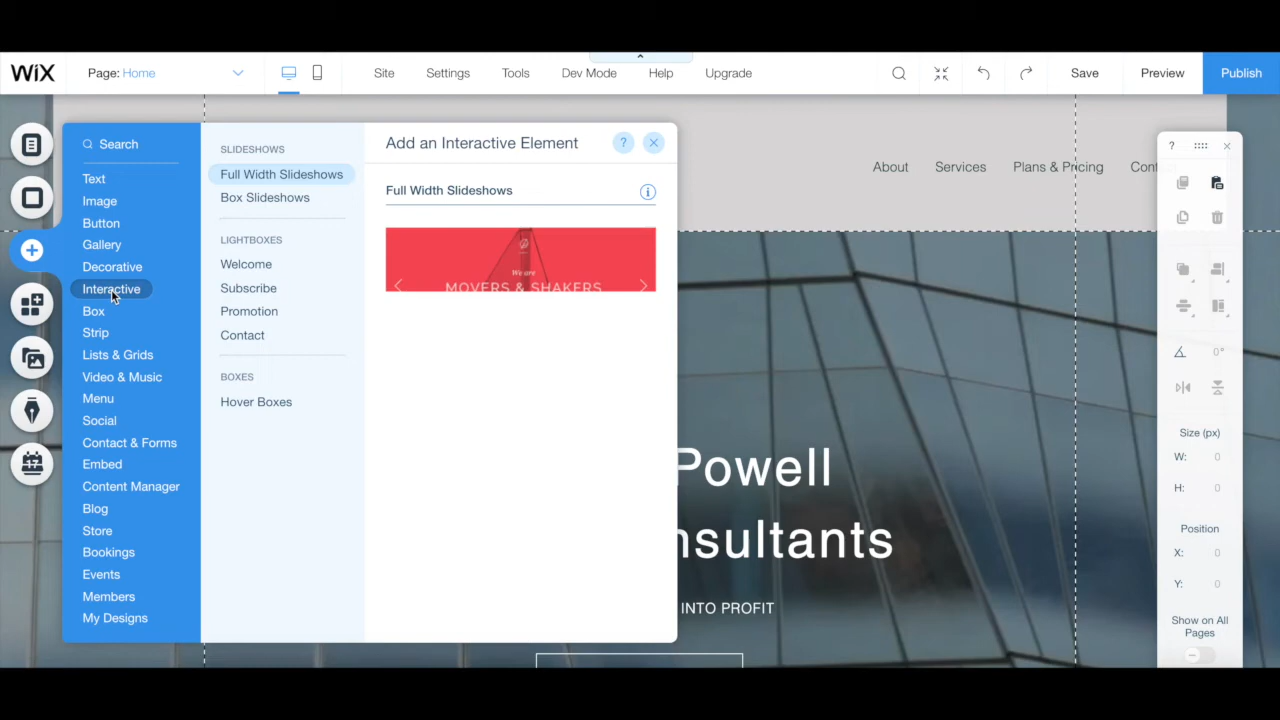 WiX
Page: Home
Site
Settings
Tools
Dev Mode
Help
Upgrade
Save
Preview
Publish
Search
Text
Image
Button
Gallery
Decorative
Interactive
Box
Strip
Lists & Grids
Video & Music
Menu
Social
Contact & Forms
Embed
Content Manager
Blog
Store
Bookings
Events
Members
My Designs
17
SLIDESHOWS
Full Width Slideshows
Box Slideshows
LIGHTBOXES
Welcome
Subscribe
Promotion
Contact
BOXES
Hover Boxes
Add an Interactive Element
?
Full Width Slideshows
i
We are
MOVERS & SHAKERS
About
Services
Plans & Pricing
Powell
INTO PROFIT
?
0°
Size (px)
W: 0
H: 0
Position
X: 0
Y: 0
Show on All
Pages